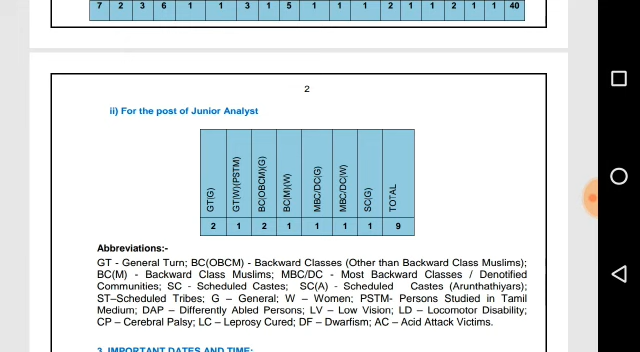 7 2 3 6 1 1 3 1 5 1 1 1 2 1 1 2 1 1 40
2
ii) For the post of Junior Analyst
GT(G) GT(W)(PSTM) BC(OBCM)(G) BC(M)(W) MBC/DC(G) MBC/DC(W) SC(G) TOTAL
2 1 2 1 1 1 1 9
Abbreviations:-
GT - General Turn; BC(OBCM) - Backward Classes (Other than Backward Class Muslims);
BC(M) - Backward Class Muslims; MBC/DC - Most Backward Classes / Denotified
Communities; SC - Scheduled Castes; SC(A) - Scheduled Castes (Arunthathiyars);
ST–Scheduled Tribes; G – General; W – Women; PSTM- Persons Studied in Tamil
Medium; DAP – Differently Abled Persons; LV – Low Vision; LD – Locomotor Disability;
CP – Cerebral Palsy; LC – Leprosy Cured; DF – Dwarfism; AC – Acid Attack Victims.
3. IMPORTANT DATES AND TIME: